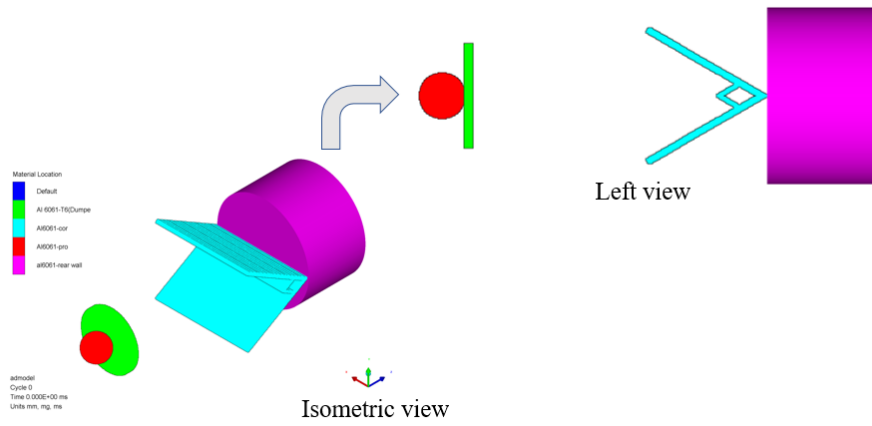 Material Location
Default
Al 6061-T6(Dumpe
Al6061-cor
Al6061-pro
al6061-rear wall
Left view
admodel
Cycle 0
Time 0.000E+00 ms
Units mm, mg, ms
Isometric view